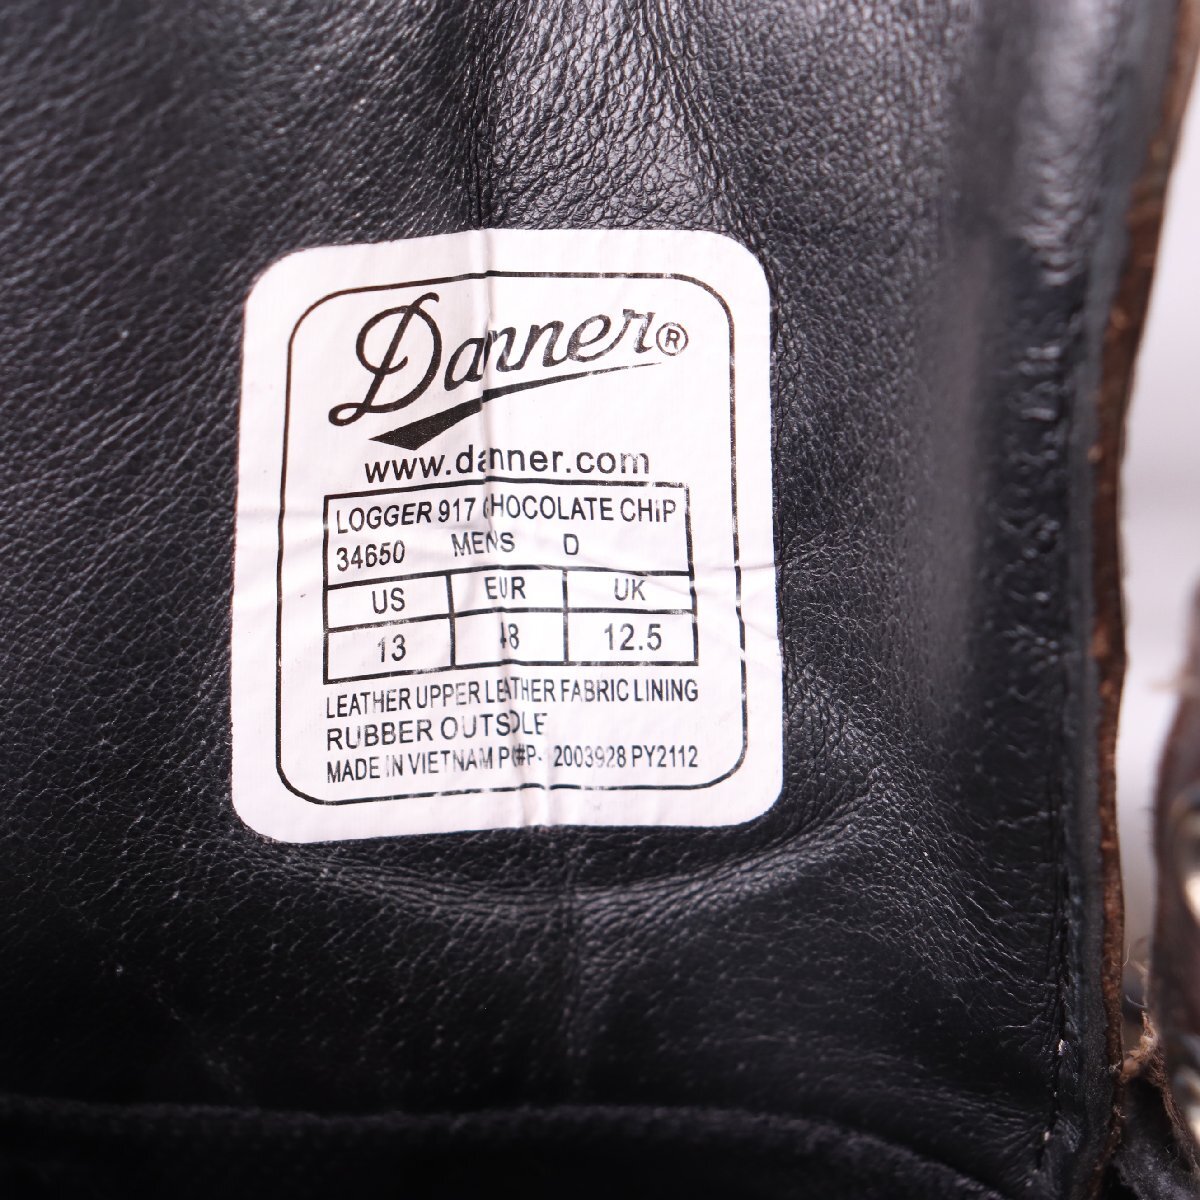 Danner®
www.danner.com
LOGGER 917 CHOCOLATE CHIP
34650 MENS D
US EUR UK
13 48 12.5
LEATHER UPPER LEATHER FABRIC LINING
RUBBER OUTSOLE
MADE IN VIETNAM PY2112